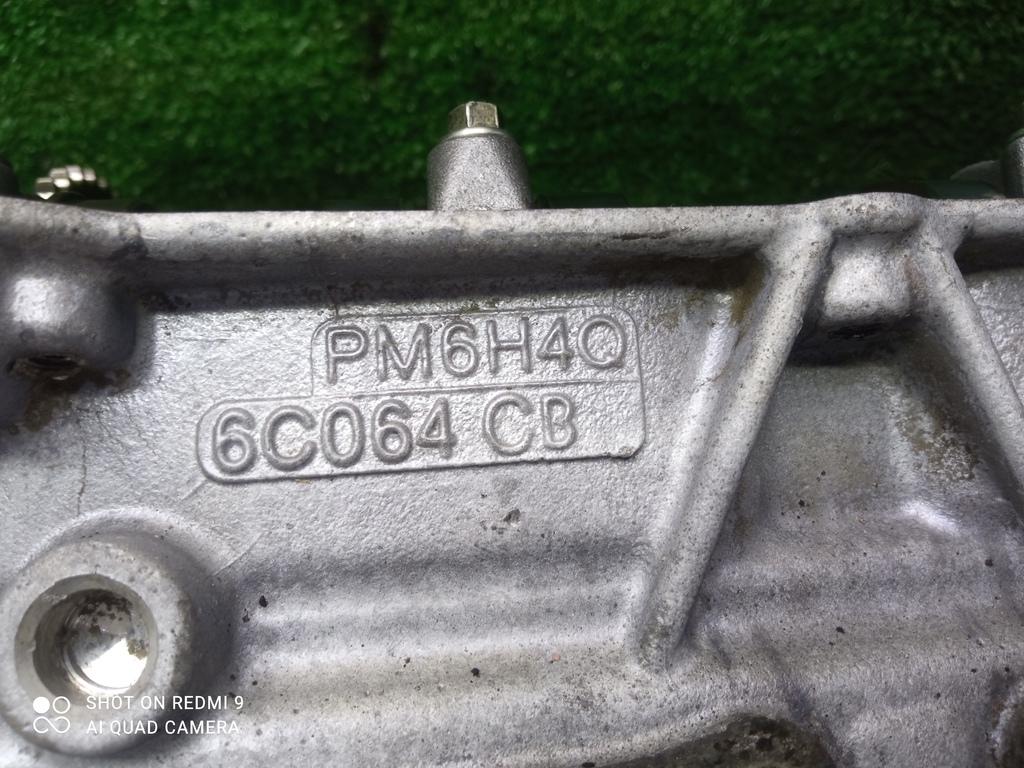 PM6H4Q
6C064 CB
SHOT ON REDMI 9
AI QUAD CAMERA